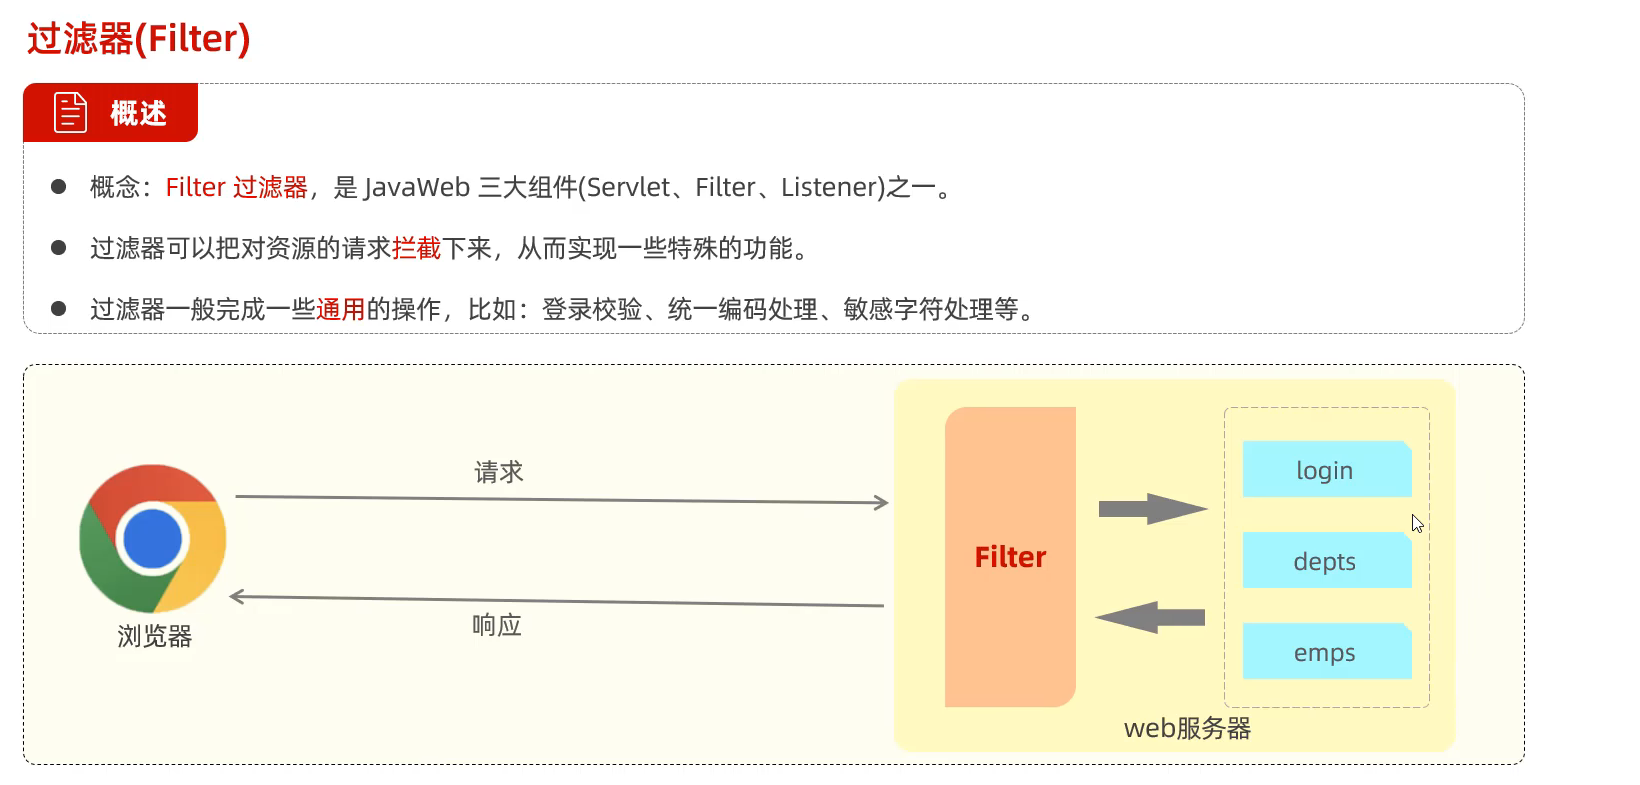 过滤器(Filter)
概述
概念：Filter 过滤器，是 JavaWeb 三大组件(Servlet、Filter、Listener)之一。
过滤器可以把对资源的请求拦截下来，从而实现一些特殊的功能。
过滤器一般完成一些通用的操作，比如：登录校验、统一编码处理、敏感字符处理等。
请求
login
Filter
depts
响应
浏览器
emps
web服务器